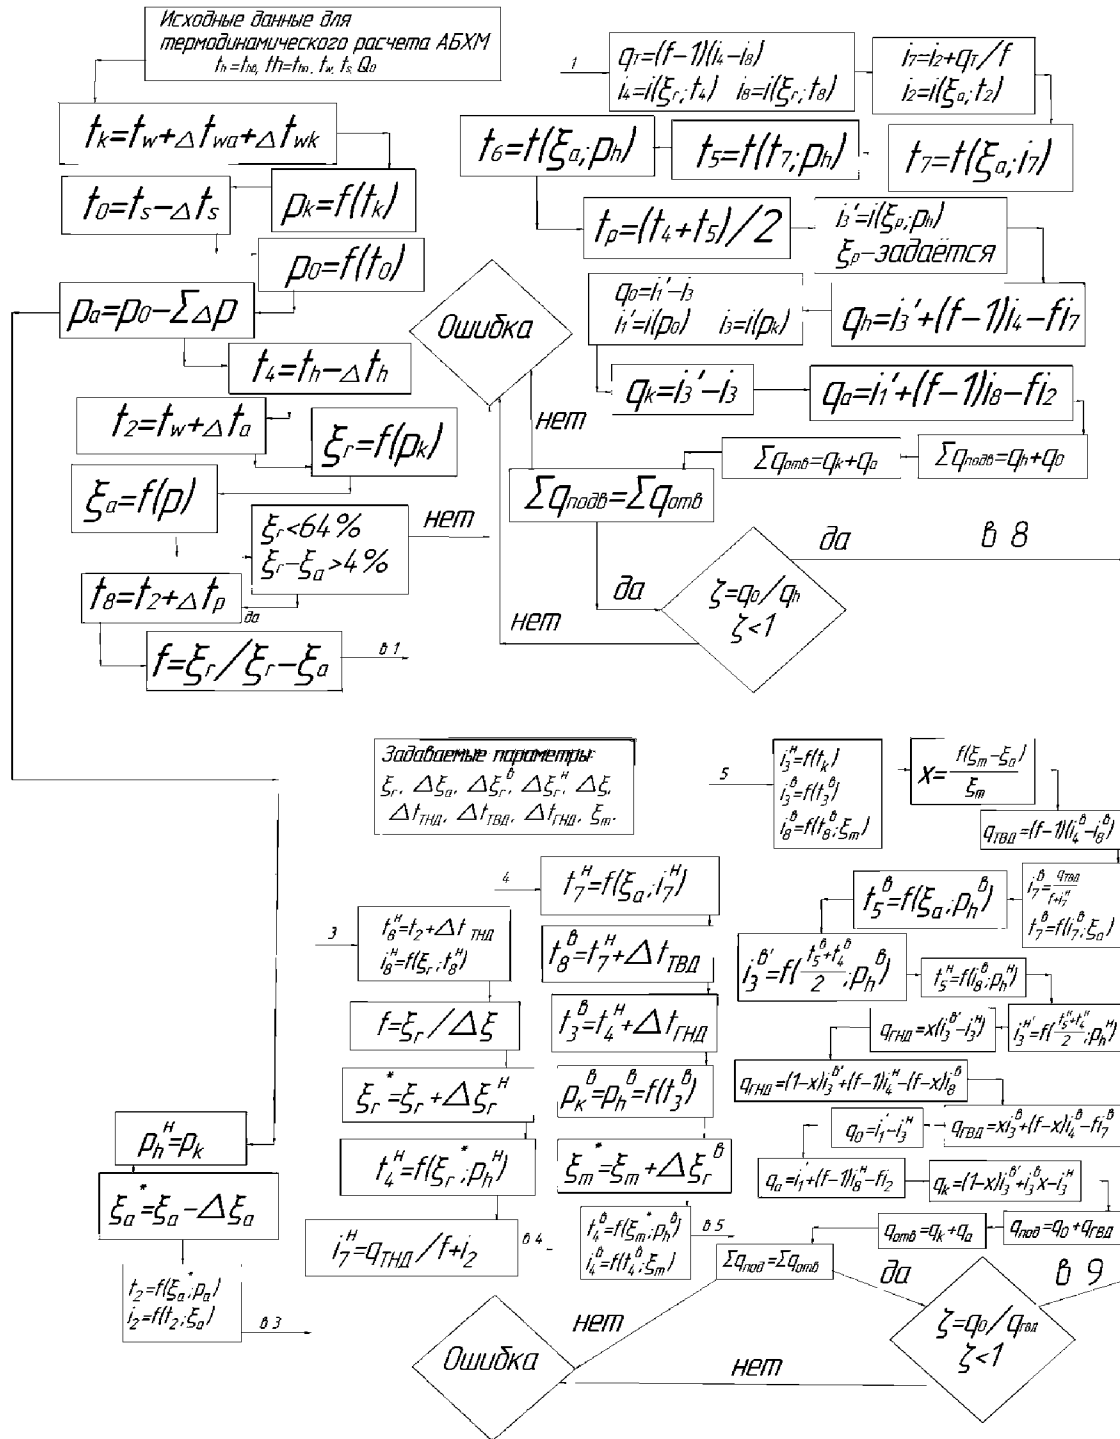 Исходные данные для
термодинамического расчета АБХМ
t_k=t_w+Δt_wa+Δt_wk
p_k=f(t_k)
t_0=t_s-Δt_s
p_0=f(t_0)
p_a=p_0-ΣΔp
t_4=t_h-Δt_h
t_2=t_w+Δt_a
ξ_r=f(p_k)
ξ_a=f(p)
ξ_r<64%
ξ_r-ξ_a>4%
нет
t_8=t_2+Δt_p
да
f=ξ_r/ξ_r-ξ_a
в 1
1
q_T=(f-1)(i_4-i_8)
i_4=i(ξ_r;t_4) i_8=i(ξ_r;t_8)
i_7=i_2+q_T/f
i_2=i(ξ_a;t_2)
t_7=t(ξ_a;i_7)
t_5=t(t_7;p_h)
t_6=t(ξ_a;p_h)
t_p=(t_4+t_5)/2
i_3'=i(ξ_p;p_h)
ξ_p-задаётся
q_h=i_3'+(f-1)i_4-fi_7
q_0=i_1'-i_3
i_1'=i(p_0) i_3=i(p_k)
q_k=i_3'-i_3
q_a=i_1'+(f-1)i_8-fi_2
Σq_подв=q_h+q_0
Σq_отв=q_k+q_a
Σq_подв=Σq_отв
Ошибка
нет
да
ζ=q_0/q_h
ζ<1
нет
да
в 8
p_h^н=p_k
ξ_a^*=ξ_a-Δξ_a
t_2=f(ξ_a^*;p_a)
i_2=f(t_2;ξ_a)
в 3
Задаваемые параметры:
ξ_r, Δξ_a, Δξ_r^в, Δξ_r^н, Δξ,
Δt_ТНД, Δt_ТВД, Δt_ГНД, ξ_m.
3
t_8^н=t_2+Δt_ТНД
i_8^н=f(ξ_r;t_8^н)
f=ξ_r/Δξ
ξ_r^*=ξ_r+Δξ_r^н
t_4^н=f(ξ_r^*;p_h^н)
i_7^н=q_ТНД/f+i_2
в 4
4
t_7^н=f(ξ_a;i_7^н)
t_8^в=t_7^н+Δt_ТВД
t_3^в=t_4^н+Δt_ГНД
p_k^в=p_h^в=f(t_3^в)
ξ_m^*=ξ_m+Δξ_r^в
t_4^в=f(ξ_m^*;p_h^в)
i_4^в=f(t_4^в;ξ_m)
в 5
5
i_3^н=f(t_k)
i_3^в=f(t_3^в)
i_8^в=f(t_8^в;ξ_m)
x=f(ξ_m-ξ_a)/ξ_m
q_ТВД=(f-1)(i_4^в-i_8^в)
i_7^в=q_ТВД/f+i_7^н
t_7^в=f(i_7^в;ξ_a)
t_5^в=f(ξ_a;p_h^в)
i_3^в'=f((t_5^в+t_4^в)/2;p_h^в)
t_5^н=f(i_8^в;p_h^н)
i_3^н'=f((t_5^н+t_4^н)/2;p_h^н)
q_ГНД=x(i_3^в'-i_3^н)
q_ГНД=(1-x)i_3^в'+(f-1)i_4^н-(f-x)i_8^в
q_ГВД=xi_3^в+(f-x)i_4^в-fi_7^в
q_0=i_1'-i_3^н
q_a=i_1'+(f-1)i_8^н-fi_2
q_k=(1-x)i_3^в'+i_3^в x-i_3^н
q_под=q_0+q_ГВД
q_отв=q_k+q_a
Σq_под=Σq_отв
да
в 9
нет
ζ=q_0/q_гвд
ζ<1
нет
Ошибка